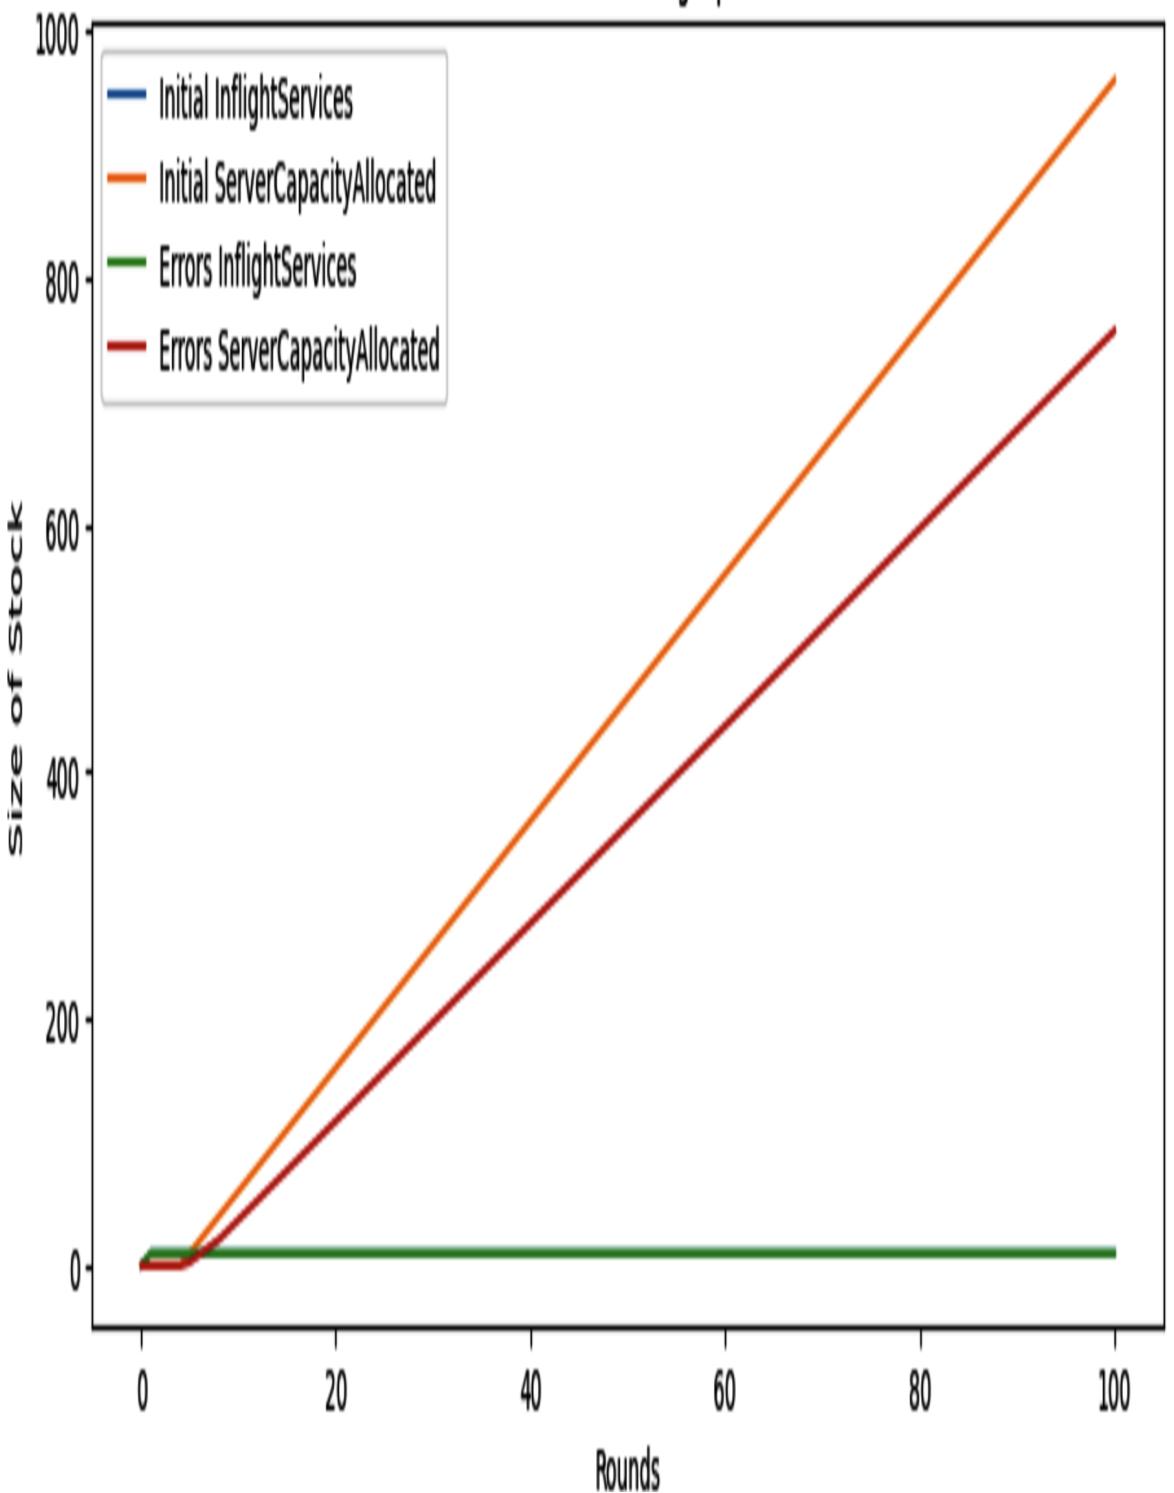 1000
800
600
400
200
0
Size of Stock
Initial InflightServices
Initial ServerCapacityAllocated
Errors InflightServices
Errors ServerCapacityAllocated
0 20 40 60 80 100
Rounds